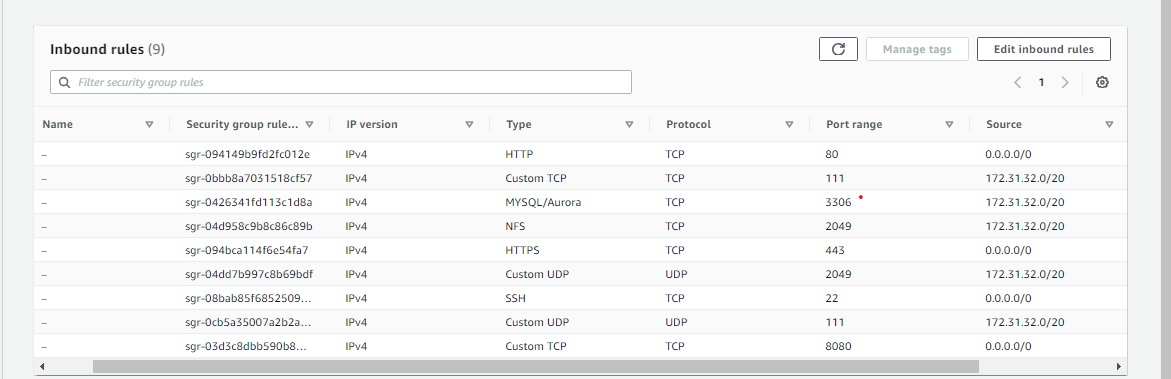 Inbound rules (9)
Manage tags
Edit inbound rules
Filter security group rules
1
Name Security group rule... IP version Type Protocol Port range Source
– sgr-094149b9fd2fc012e IPv4 HTTP TCP 80 0.0.0.0/0
– sgr-0bbb8a7031518cf57 IPv4 Custom TCP TCP 111 172.31.32.0/20
– sgr-0426341fd113c1d8a IPv4 MYSQL/Aurora TCP 3306 172.31.32.0/20
– sgr-04d958c9b8c86c89b IPv4 NFS TCP 2049 172.31.32.0/20
– sgr-094bca114f6e54fa7 IPv4 HTTPS TCP 443 0.0.0.0/0
– sgr-04dd7b997c8b69bdf IPv4 Custom UDP UDP 2049 172.31.32.0/20
– sgr-08bab85f6852509... IPv4 SSH TCP 22 0.0.0.0/0
– sgr-0cb5a35007a2b2a... IPv4 Custom UDP UDP 111 172.31.32.0/20
– sgr-03d3c8dbb590b8... IPv4 Custom TCP TCP 8080 0.0.0.0/0